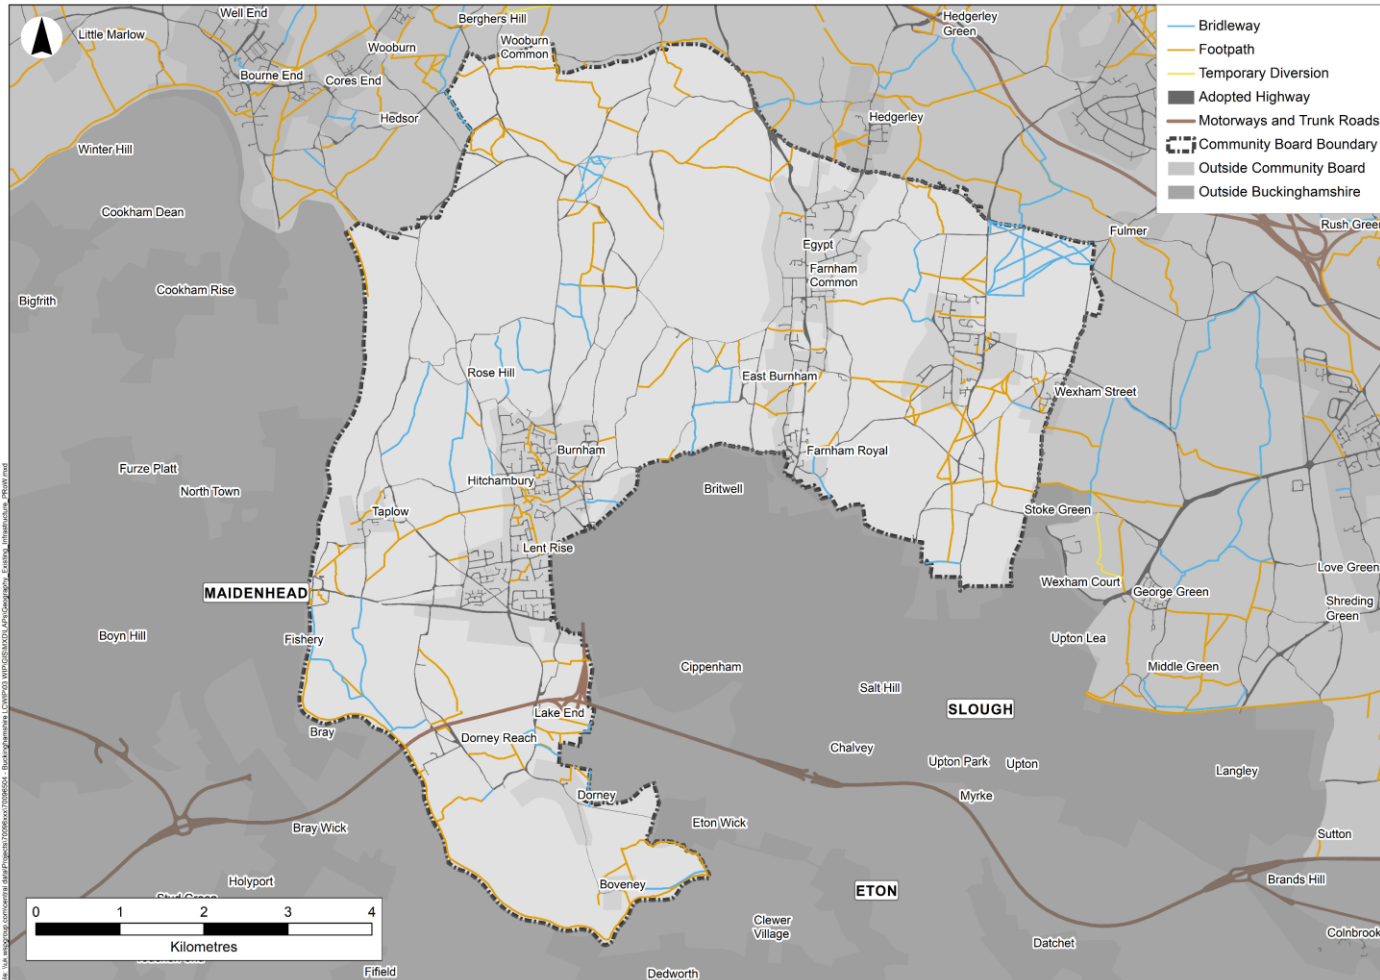 Well End
Berghers Hill
Hedgerley
Green
Little Marlow
Wooburn
Wooburn
Common
Bourne End
Cores End
Hedsor
Hedgerley
Winter Hill
Cookham Dean
Fulmer
Rush Green
Egypt
Farnham
Common
Cookham Rise
Bigfrith
Rose Hill
East Burnham
Wexham Street
Burnham
Farnham Royal
Furze Platt
North Town
Hitchambury
Britwell
Taplow
Stoke Green
Lent Rise
Love Green
Wexham Court
George Green
MAIDENHEAD
Shreding
Green
Boyn Hill
Fishery
Upton Lea
Cippenham
Middle Green
Salt Hill
Lake End
SLOUGH
Bray
Dorney Reach
Chalvey
Upton Park
Upton
Langley
Dorney
Myrke
Bray Wick
Eton Wick
Sutton
Holyport
Boveney
ETON
Brands Hill
Clewer
Village
Colnbrook
Datchet
Fifield
Dedworth
Bridleway
Footpath
Temporary Diversion
Adopted Highway
Motorways and Trunk Roads
Community Board Boundary
Outside Community Board
Outside Buckinghamshire
0 1 2 3 4
Kilometres